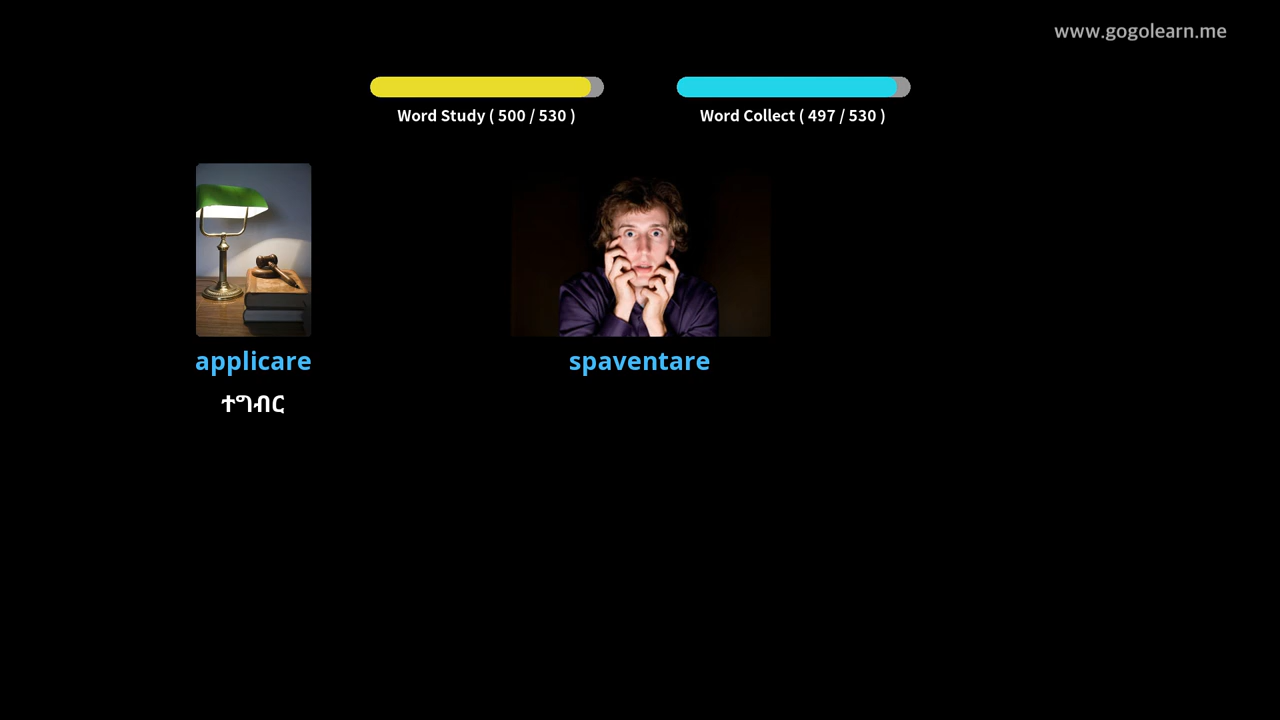 www.gogolearn.me
Word Study ( 500 / 530 )
Word Collect ( 497 / 530 )
applicare
spaventare
ተግብር